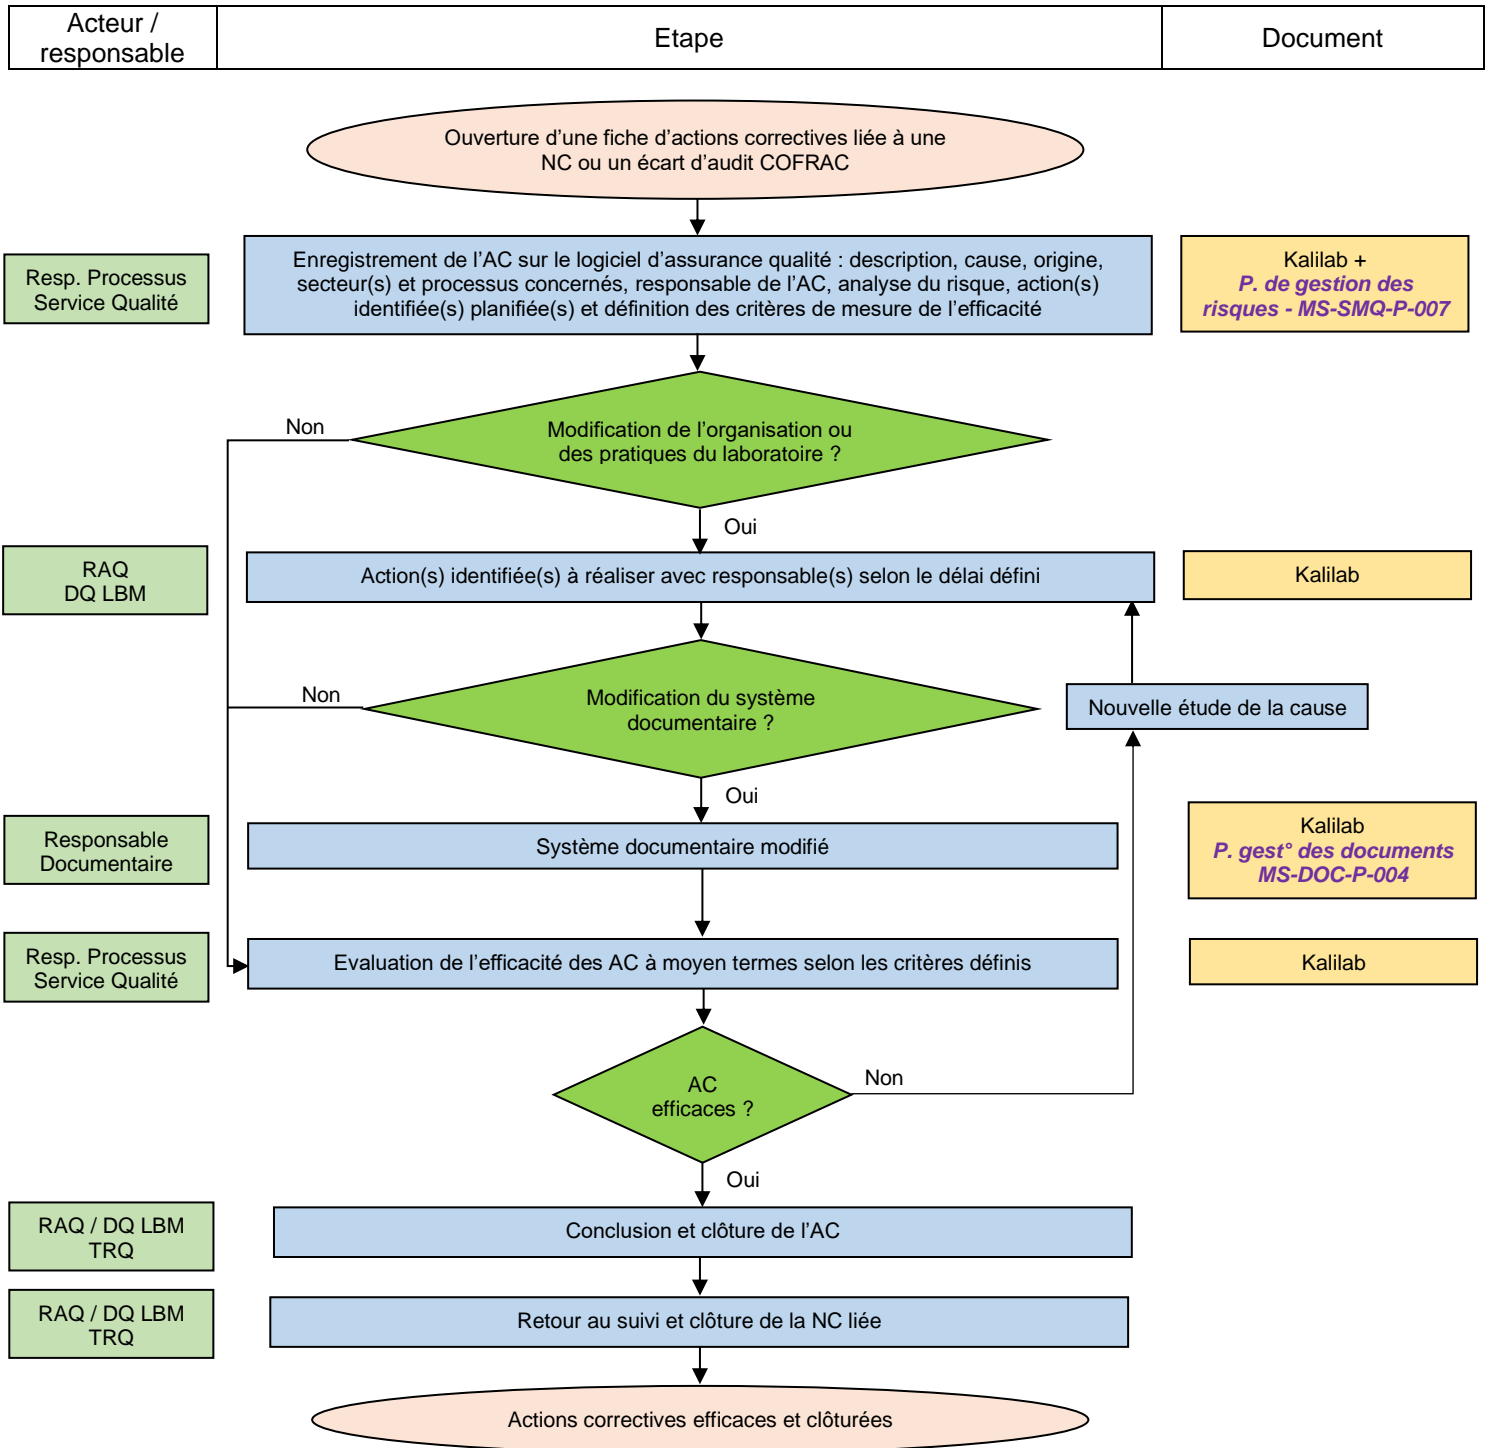 Acteur /
responsable
Etape
Document
Ouverture d’une fiche d’actions correctives liée à une
NC ou un écart d’audit COFRAC
Resp. Processus
Service Qualité
Enregistrement de l’AC sur le logiciel d’assurance qualité : description, cause, origine,
secteur(s) et processus concernés, responsable de l’AC, analyse du risque, action(s)
identifiée(s) planifiée(s) et définition des critères de mesure de l’efficacité
Kalilab +
P. de gestion des
risques - MS-SMQ-P-007
Non
Modification de l’organisation ou
des pratiques du laboratoire ?
Oui
RAQ
DQ LBM
Action(s) identifiée(s) à réaliser avec responsable(s) selon le délai défini
Kalilab
Non
Modification du système
documentaire ?
Nouvelle étude de la cause
Oui
Responsable
Documentaire
Système documentaire modifié
Kalilab
P. gest° des documents
MS-DOC-P-004
Resp. Processus
Service Qualité
Evaluation de l’efficacité des AC à moyen termes selon les critères définis
Kalilab
AC
efficaces ?
Non
Oui
RAQ / DQ LBM
TRQ
Conclusion et clôture de l’AC
RAQ / DQ LBM
TRQ
Retour au suivi et clôture de la NC liée
Actions correctives efficaces et clôturées